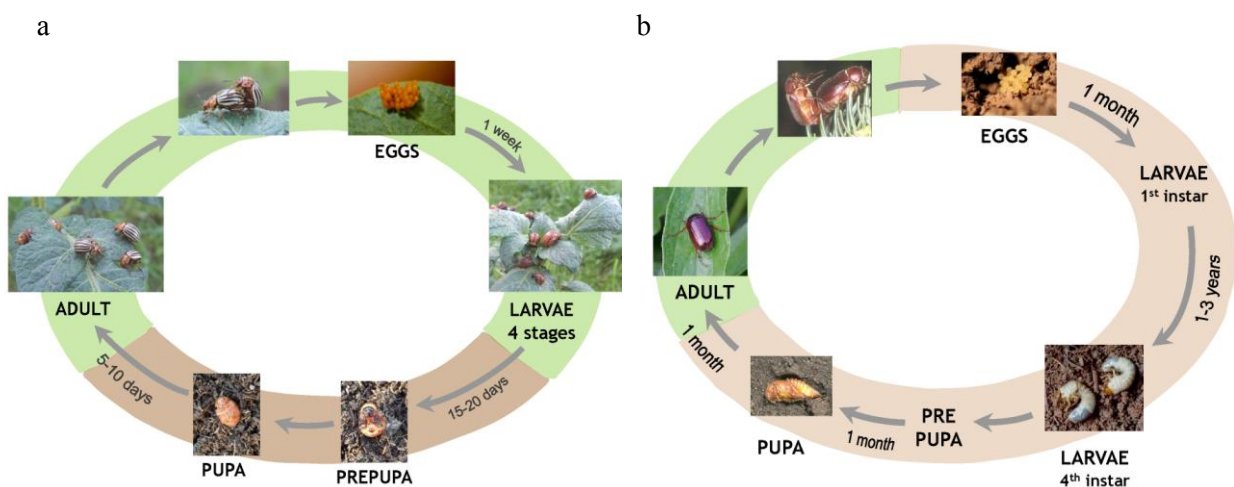 a
EGGS
1 week
LARVAE
4 stages
15-20 days
PREPUPA
PUPA
5-10 days
ADULT
b
EGGS
1 month
LARVAE
1st instar
1-3 years
LARVAE
4th instar
PRE
PUPA
1 month
PUPA
1 month
ADULT